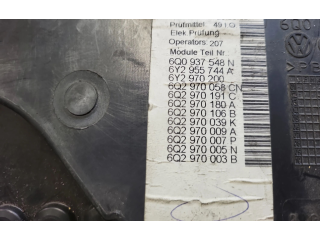 Prüfmittel: 49 I O
Elek Prüfung -
Operators: 207
Module Teil Nr.
6Q0 937 548 N
6Y2 955 744 A
6Y2 970 200
6Q2 970 058 CN
6Q2 970 191 C
6Q2 970 180 A
6Q2 970 106 B
6Q2 970 039 K
6Q2 970 009 A
6Q2 970 007 P
6Q2 970 005 N
6Q2 970 003 B